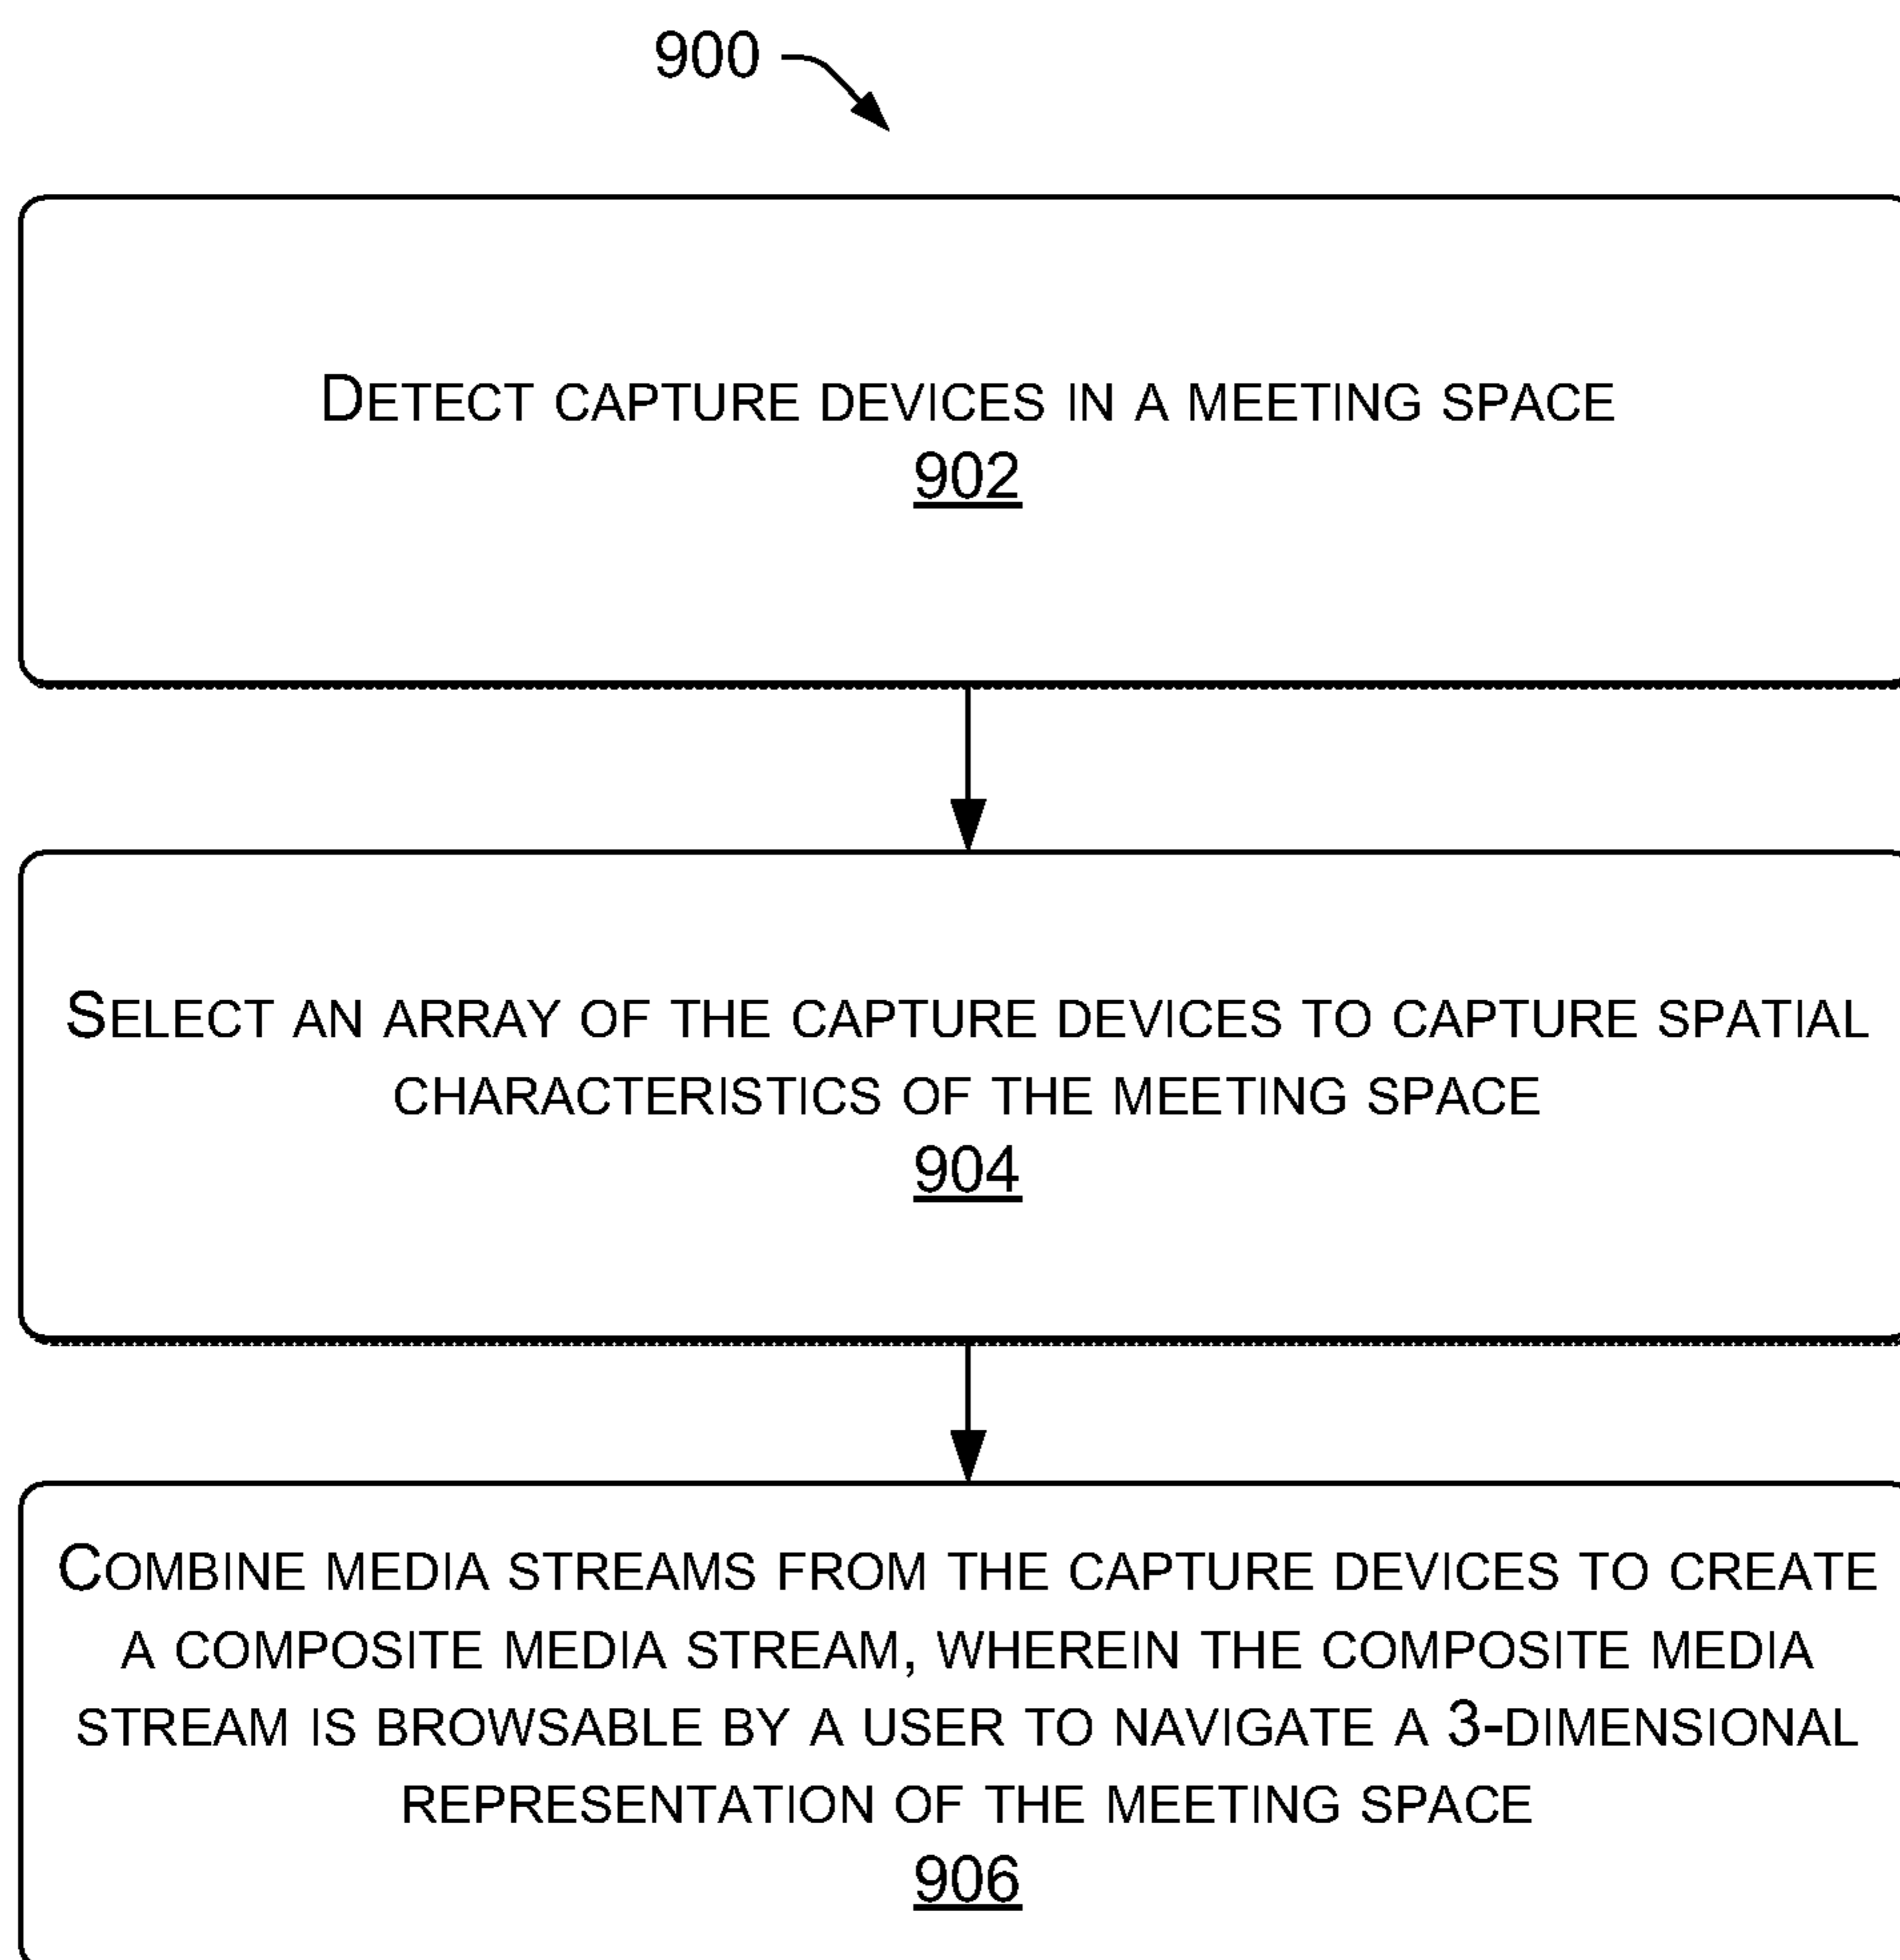 900
DETECT CAPTURE DEVICES IN A MEETING SPACE
902
SELECT AN ARRAY OF THE CAPTURE DEVICES TO CAPTURE SPATIAL
CHARACTERISTICS OF THE MEETING SPACE
904
COMBINE MEDIA STREAMS FROM THE CAPTURE DEVICES TO CREATE
A COMPOSITE MEDIA STREAM, WHEREIN THE COMPOSITE MEDIA
STREAM IS BROWSABLE BY A USER TO NAVIGATE A 3-DIMENSIONAL
REPRESENTATION OF THE MEETING SPACE
906